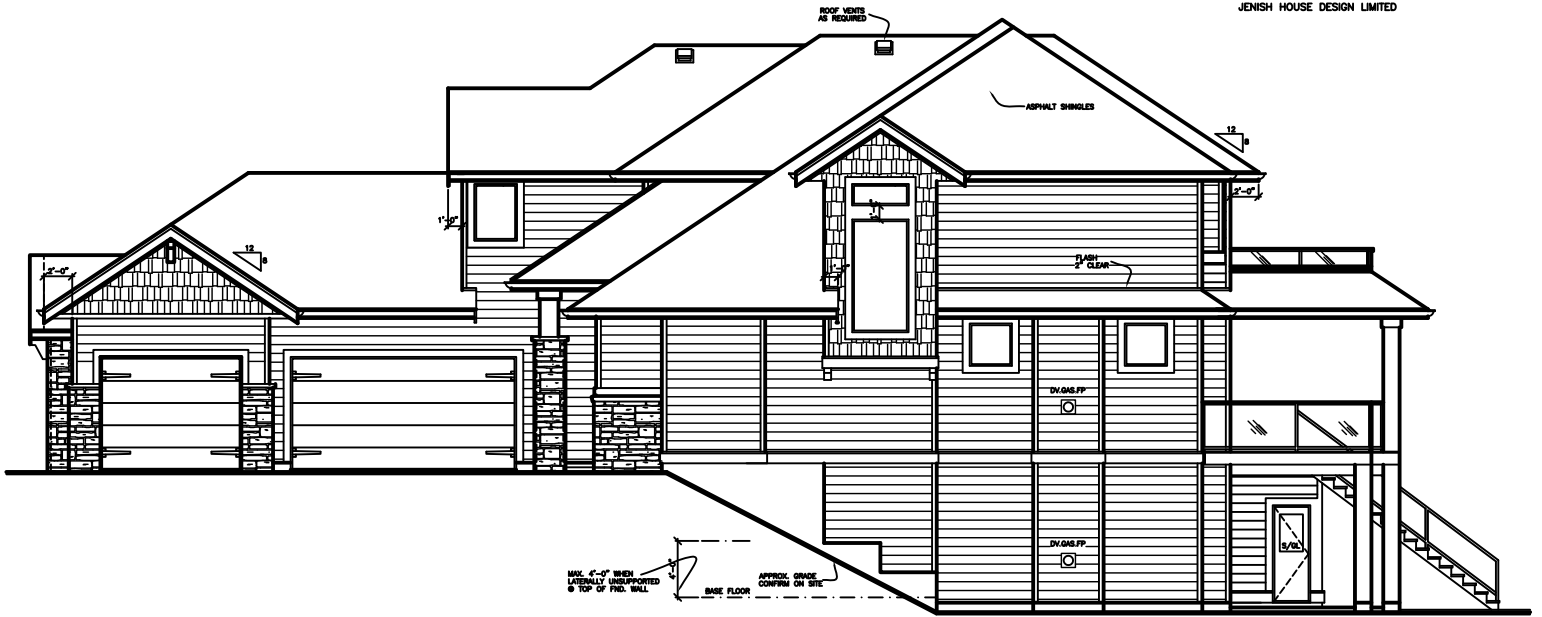 JENISH HOUSE DESIGN LIMITED
ROOF VENTS
AS REQUIRED
ASPHALT SHINGLES
12
8
2'-0"
1'-0"
12
8
2'-0"
FLASH
2" CLEAR
DV.GAS.FP
DV.GAS.FP
S/GL
MAX. 4'-0" WHEN
LATERALLY UNSUPPORTED
@ TOP OF FND. WALL
4'-0"
BASE FLOOR
APPROX. GRADE
CONFIRM ON SITE